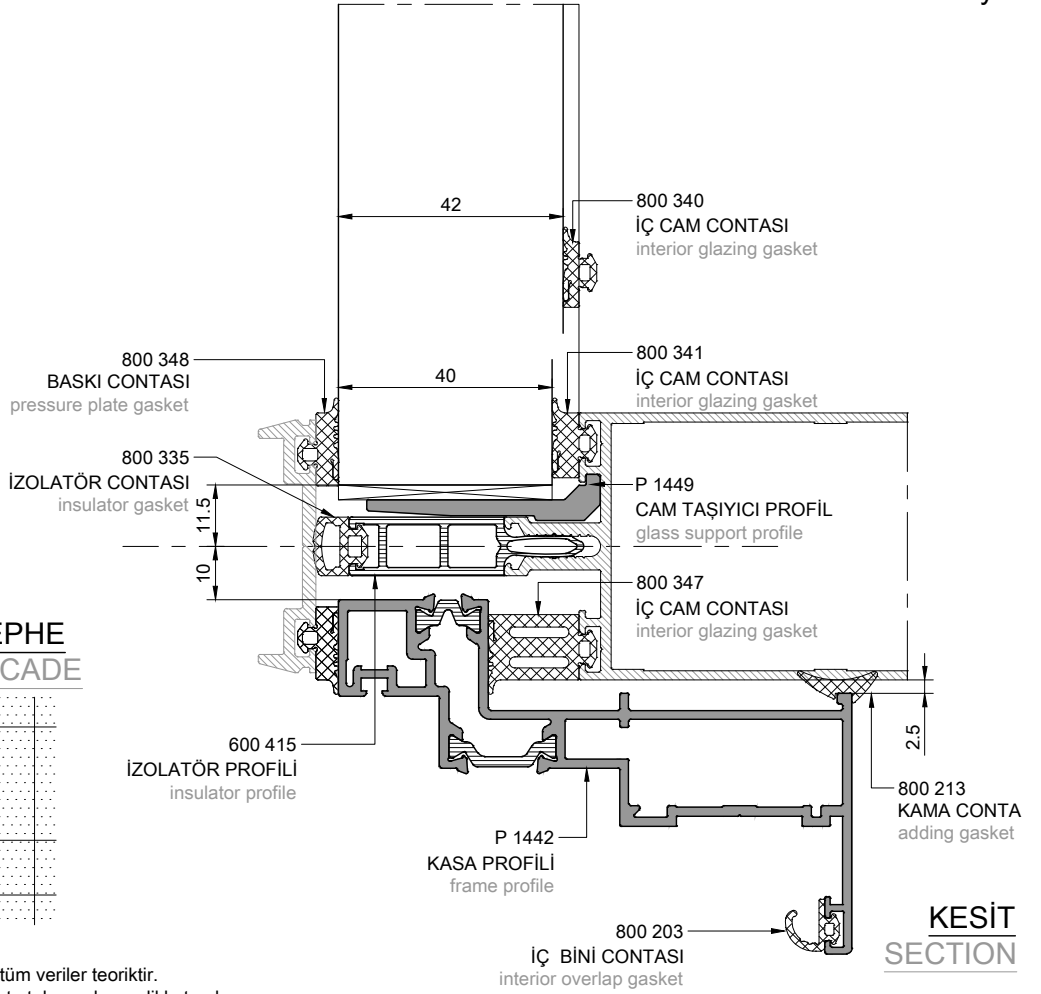 42
800 340
İÇ CAM CONTASI
interior glazing gasket
800 348
BASKI CONTASI
pressure plate gasket
40
800 341
İÇ CAM CONTASI
interior glazing gasket
800 335
İZOLATÖR CONTASI
insulator gasket
11.5
P 1449
CAM TAŞIYICI PROFİL
glass support profile
10
800 347
İÇ CAM CONTASI
interior glazing gasket
EPHE
CADE
2.5
600 415
İZOLATÖR PROFİLİ
insulator profile
800 213
KAMA CONTA
adding gasket
P 1442
KASA PROFİLİ
frame profile
800 203
İÇ BİNİ CONTASI
interior overlap gasket
KESİT
SECTION
tüm veriler teoriktir.